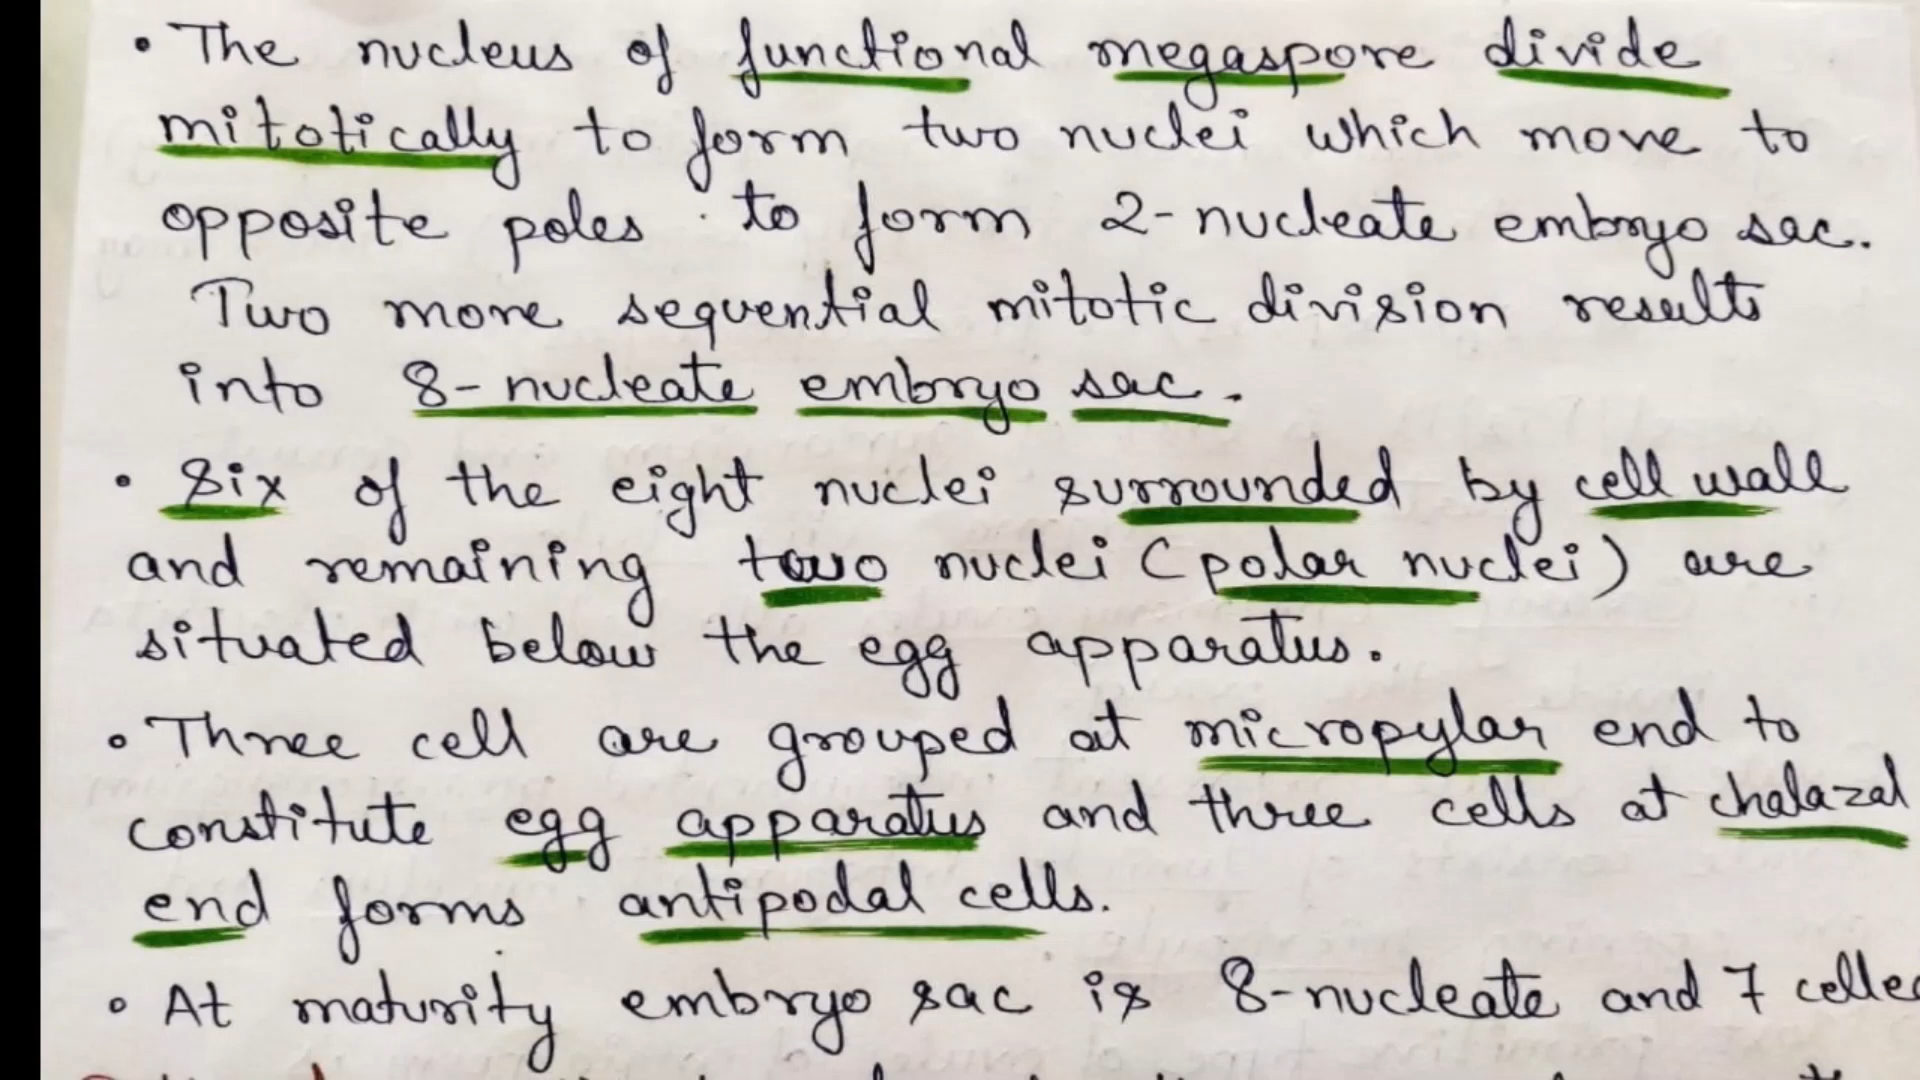 • The nucleus of functional megaspore divide
mitotically to form two nuclei which move to
opposite poles to form 2-nucleate embryo sac.
Two more sequential mitotic division results
into 8-nucleate embryo sac.
• Six of the eight nuclei surrounded by cell wall
and remaining two nuclei (polar nuclei) are
situated below the egg apparatus.
• Three cell are grouped at micropylar end to
constitute egg apparatus and three cells at chalazal
end forms antipodal cells.
• At maturity embryo sac is 8-nucleate and 7 celle